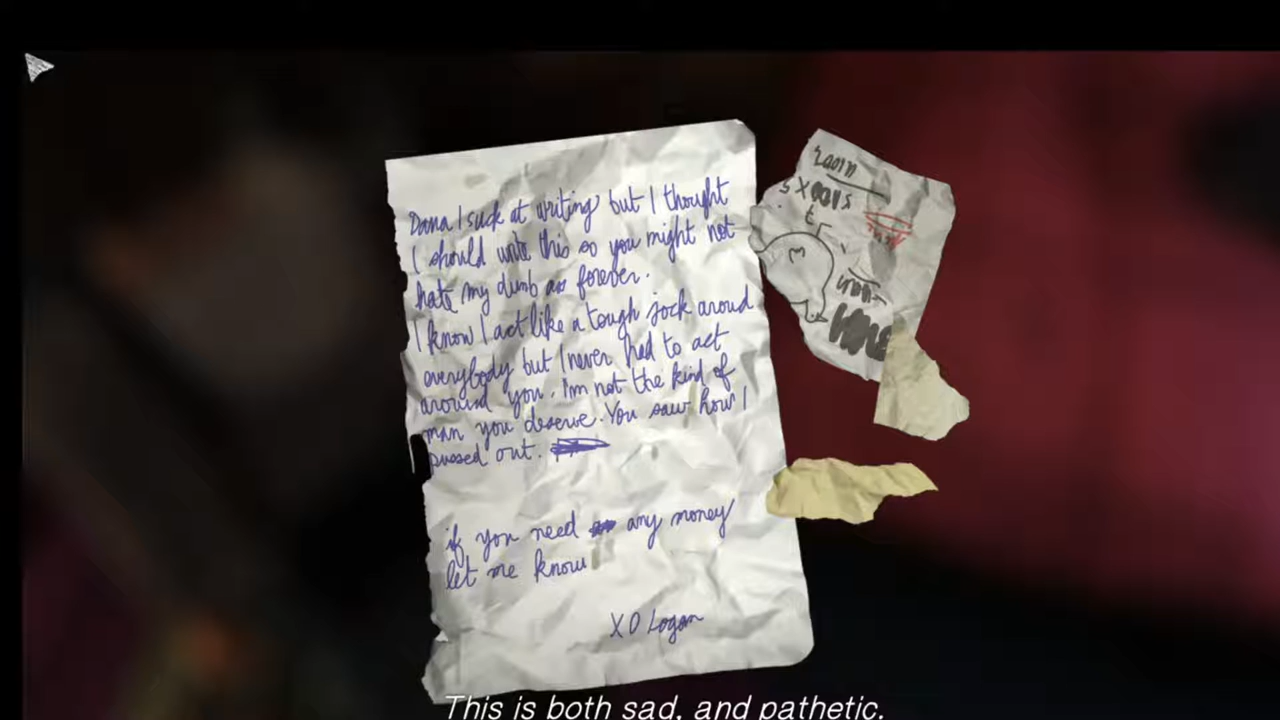 Dana I suck at writing but I thought
I should write this so you might not
hate my dumb ass forever.
I know I act like a tough jock aroud
everybody but I never had to act
around you. I'm not the kind of
man you deserve. You saw how I
pussed out.
if you need any money
let me know
XO Logan
room
This is both sad, and pathetic.